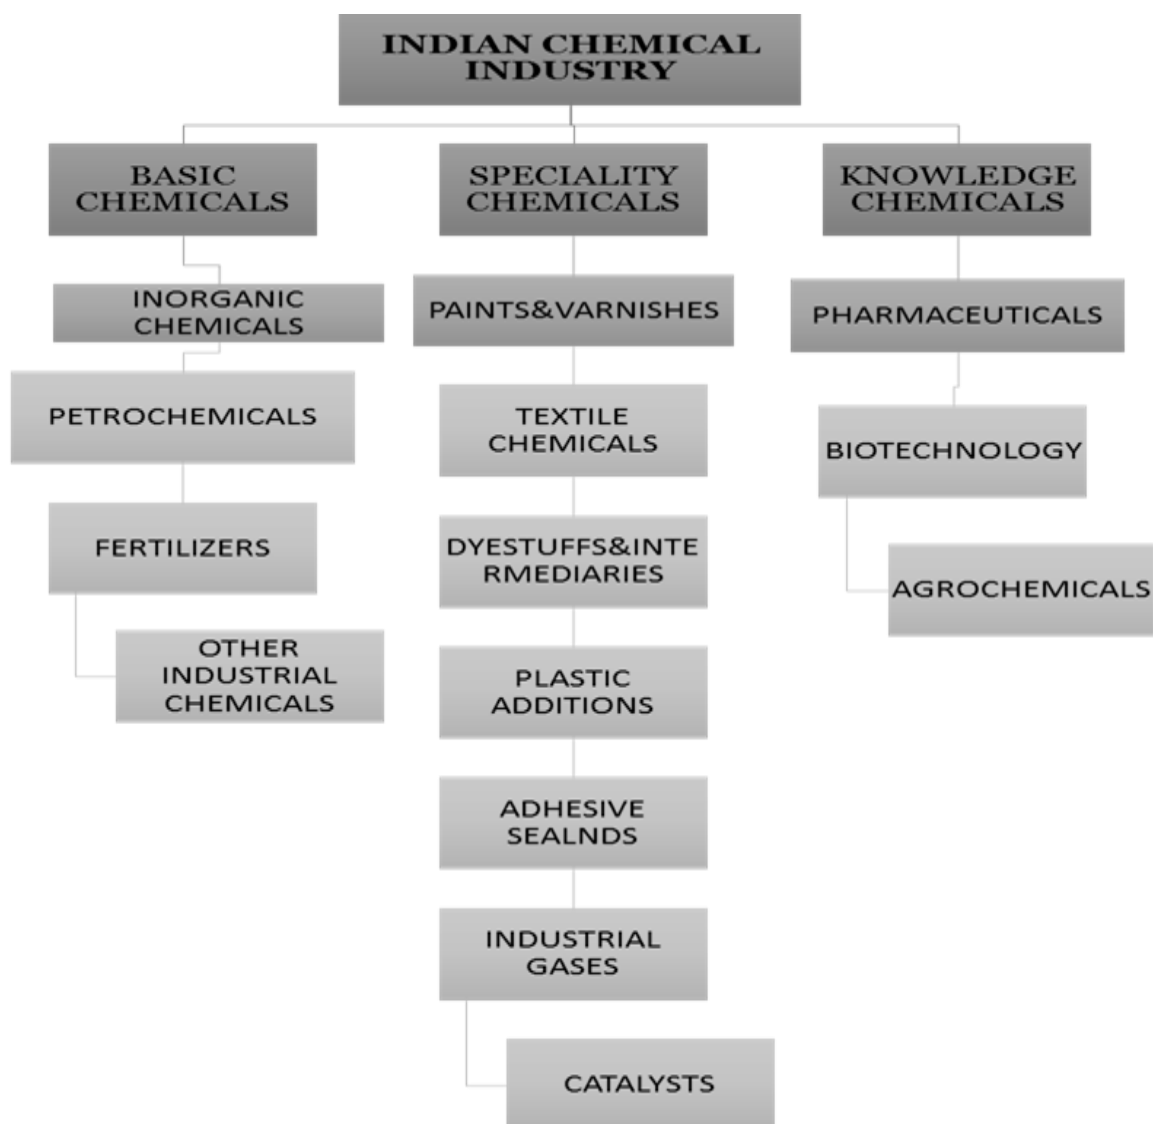 INDIAN CHEMICAL
INDUSTRY
BASIC
CHEMICALS
INORGANIC
CHEMICALS
PETROCHEMICALS
FERTILIZERS
OTHER
INDUSTRIAL
CHEMICALS
SPECIALITY
CHEMICALS
PAINTS&VARNISHES
TEXTILE
CHEMICALS
DYESTUFFS&INTE
RMEDIARIES
PLASTIC
ADDITIONS
ADHESIVE
SEALNDS
INDUSTRIAL
GASES
CATALYSTS
KNOWLEDGE
CHEMICALS
PHARMACEUTICALS
BIOTECHNOLOGY
AGROCHEMICALS